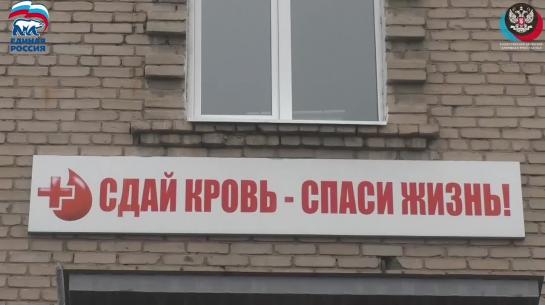 ЕДИНАЯ
РОССИЯ
СДАЙ КРОВЬ - СПАСИ ЖИЗНЬ!